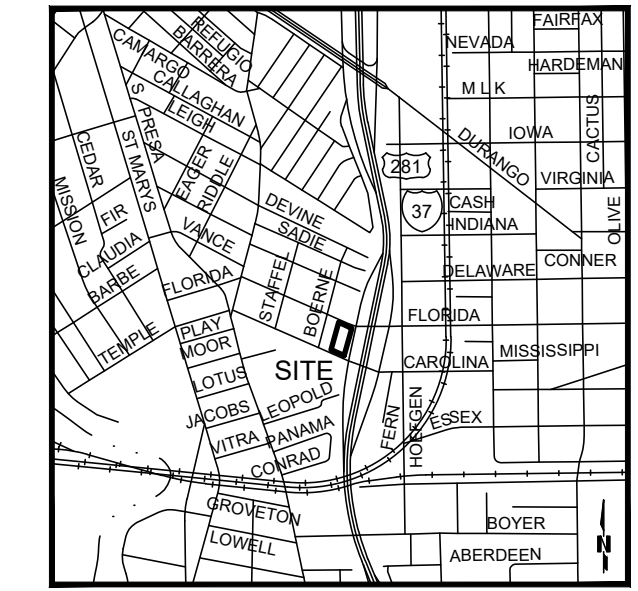 FAIRFAX
REFUGIO
BARRERA
CAMARGO
NEVADA
HARDEMAN
CALLAGHAN
M L K
S PRESA
LEIGH
ST MARYS
IOWA
DURANGO
CACTUS
CEDAR
281
EAGER
RIDDLE
VIRGINIA
MISSION
37
CASH
DEVINE
FIR
INDIANA
OLIVE
SADIE
VANCE
CLAUDIA
CONNER
BARBE
DELAWARE
FLORIDA
STAFFEL
BOERNE
FLORIDA
PLAY
TEMPLE
MOOR
MISSISSIPPI
CAROLINA
SITE
LOTUS
LEOPOLD
JACOBS
FERN
HOEFGEN
ESSEX
PANAMA
VITRA
CONRAD
GROVETON
BOYER
N
LOWELL
ABERDEEN